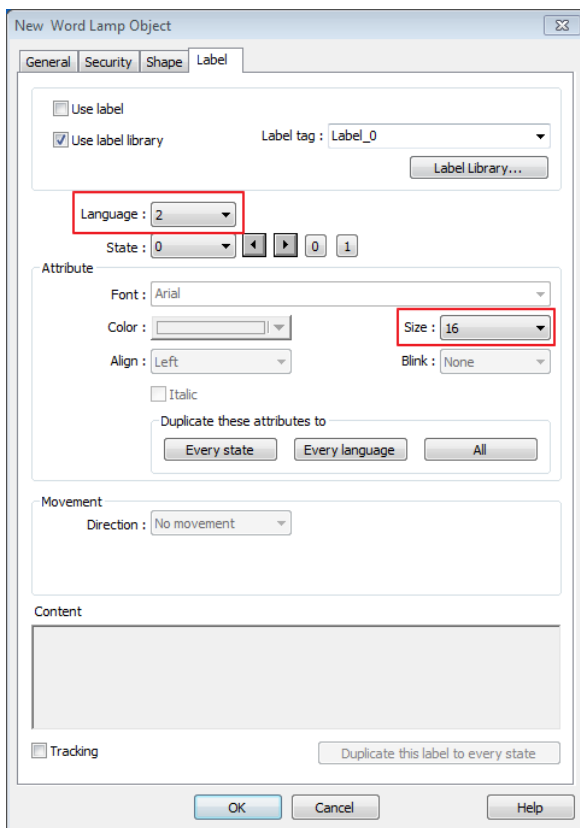 New Word Lamp Object
General Security Shape Label
Use label
Use label library Label tag : Label_0
Label Library...
Language : 2
State : 0 0 1
Attribute
Font : Arial
Color : Size : 16
Align : Left Blink : None
Italic
Duplicate these attributes to
Every state Every language All
Movement
Direction : No movement
Content
Tracking Duplicate this label to every state
OK Cancel Help